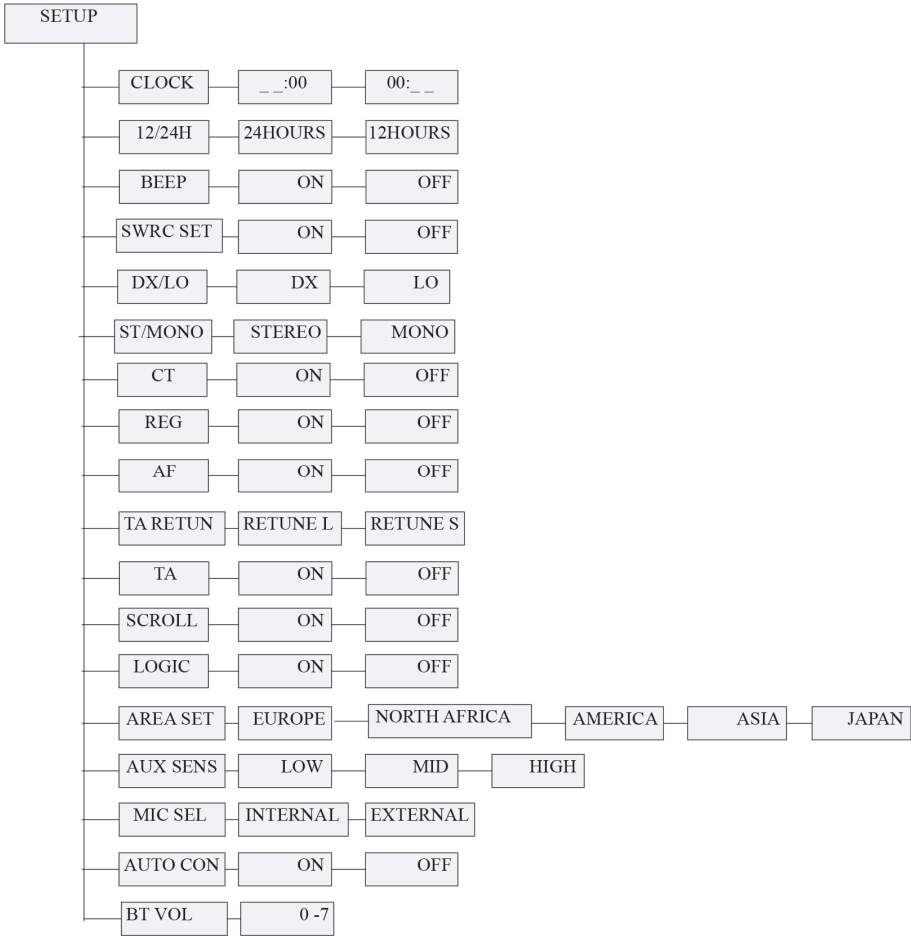 SETUP
CLOCK _ _:00 00:_ _
12/24H 24HOURS 12HOURS
BEEP ON OFF
SWRC SET ON OFF
DX/LO DX LO
ST/MONO STEREO MONO
CT ON OFF
REG ON OFF
AF ON OFF
TA RETUN RETUNE L RETUNE S
TA ON OFF
SCROLL ON OFF
LOGIC ON OFF
AREA SET EUROPE NORTH AFRICA AMERICA ASIA JAPAN
AUX SENS LOW MID HIGH
MIC SEL INTERNAL EXTERNAL
AUTO CON ON OFF
BT VOL 0 -7